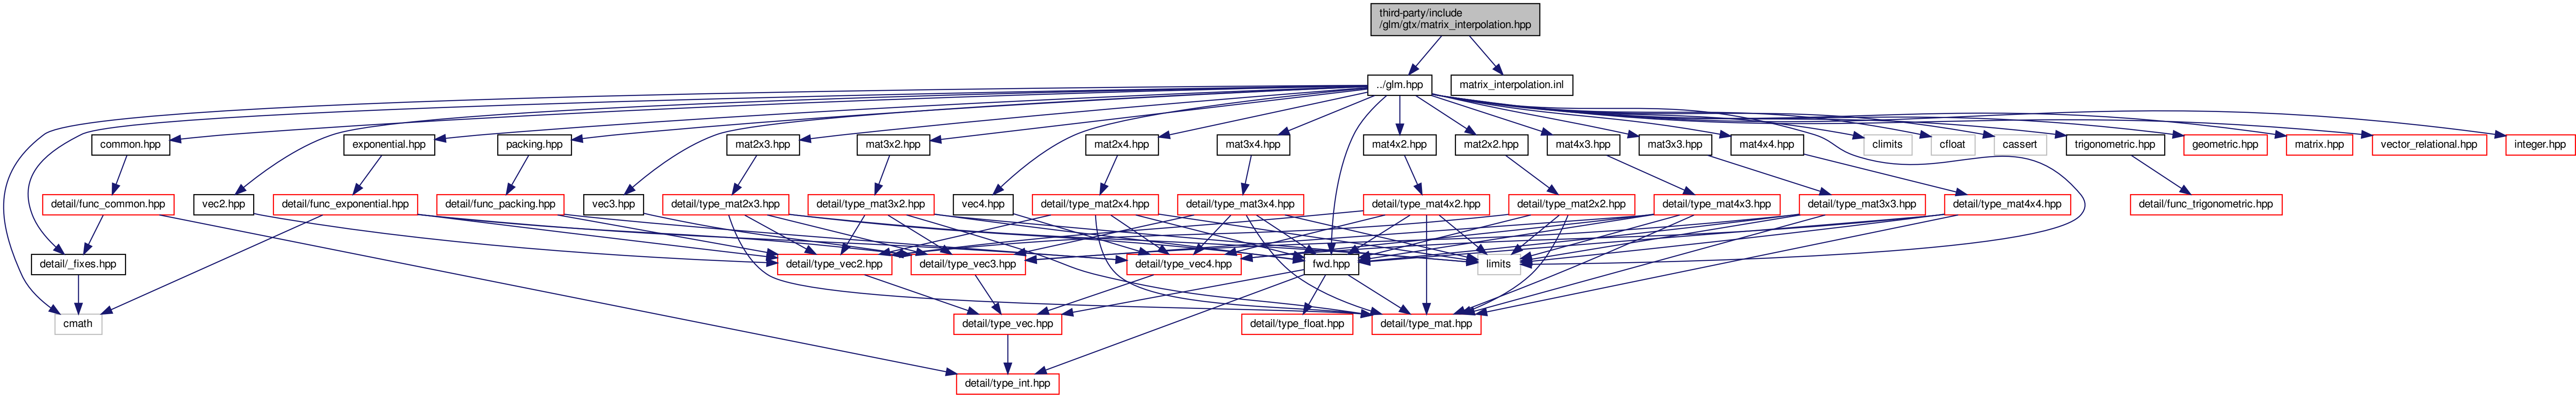 third-party/include
/glm/gtx/matrix_interpolation.hpp
../glm.hpp
matrix_interpolation.inl
common.hpp
exponential.hpp
packing.hpp
mat2x3.hpp
mat3x2.hpp
mat2x4.hpp
mat3x4.hpp
mat4x2.hpp
mat2x2.hpp
mat4x3.hpp
mat3x3.hpp
mat4x4.hpp
climits
cfloat
cassert
trigonometric.hpp
geometric.hpp
matrix.hpp
vector_relational.hpp
integer.hpp
detail/func_common.hpp
vec2.hpp
detail/func_exponential.hpp
detail/func_packing.hpp
vec3.hpp
detail/type_mat2x3.hpp
detail/type_mat3x2.hpp
vec4.hpp
detail/type_mat2x4.hpp
detail/type_mat3x4.hpp
detail/type_mat4x2.hpp
detail/type_mat2x2.hpp
detail/type_mat4x3.hpp
detail/type_mat3x3.hpp
detail/type_mat4x4.hpp
detail/func_trigonometric.hpp
detail/_fixes.hpp
detail/type_vec2.hpp
detail/type_vec3.hpp
detail/type_vec4.hpp
fwd.hpp
limits
cmath
detail/type_vec.hpp
detail/type_float.hpp
detail/type_mat.hpp
detail/type_int.hpp